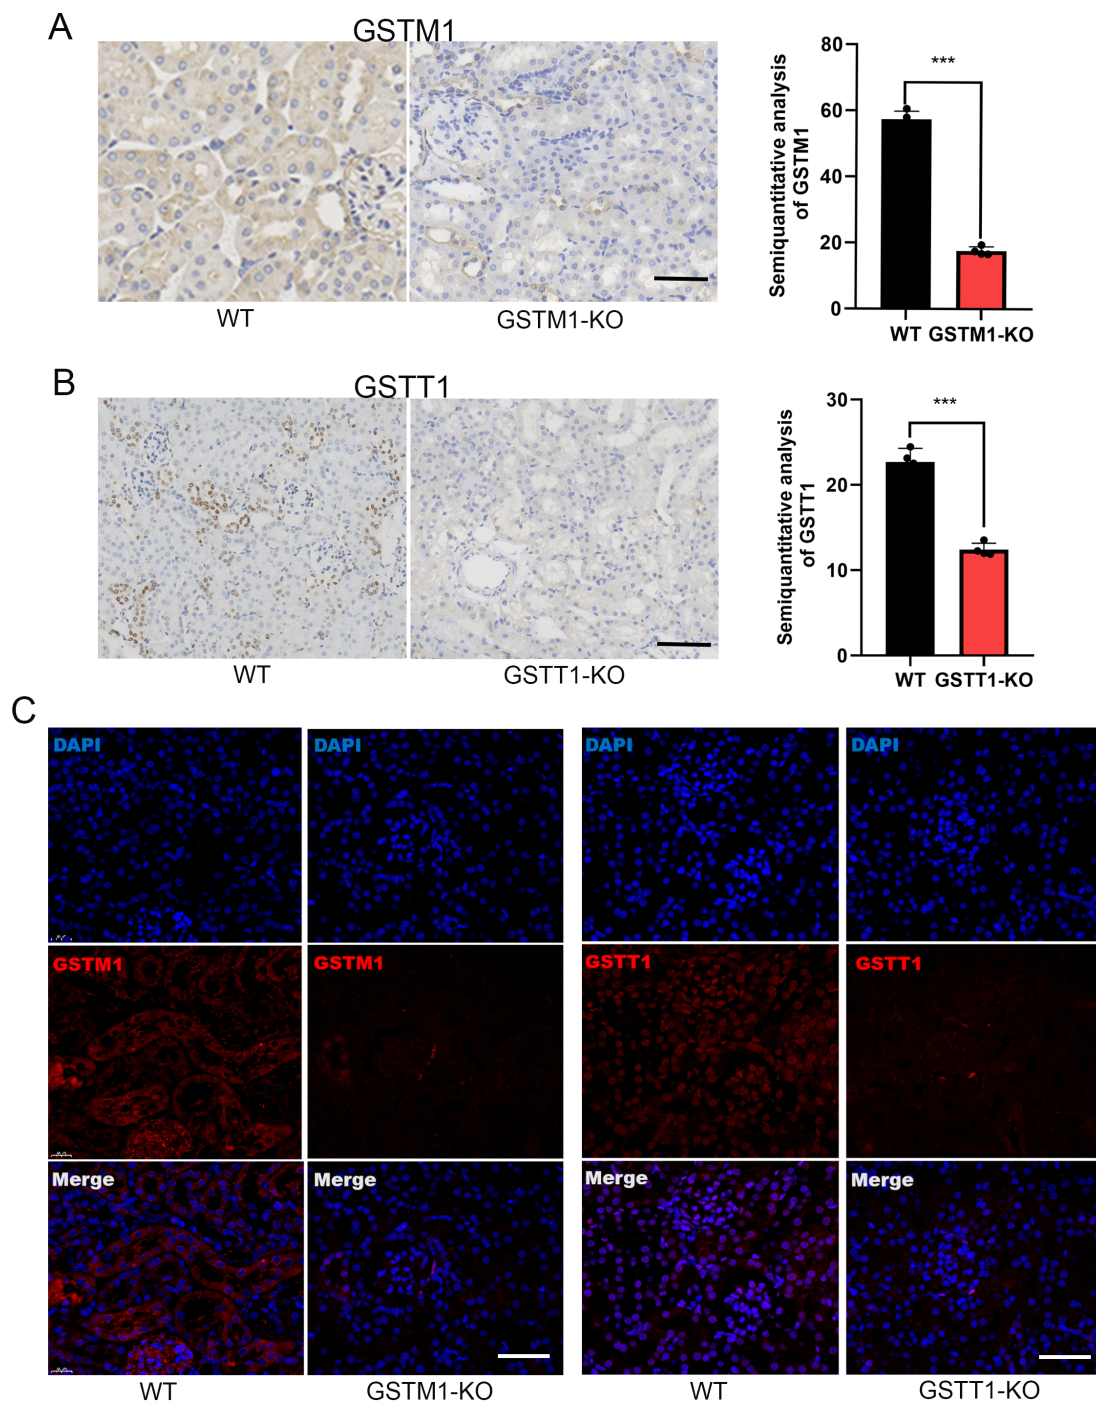 A
GSTM1
WT
GSTM1-KO
Semiquantitative analysis
of GSTM1
80
60
40
20
0
***
WT GSTM1-KO
B
GSTT1
WT
GSTT1-KO
Semiquantitative analysis
of GSTT1
30
20
10
0
***
WT GSTT1-KO
C
DAPI
DAPI
DAPI
DAPI
GSTM1
GSTM1
GSTT1
GSTT1
Merge
Merge
Merge
Merge
WT
GSTM1-KO
WT
GSTT1-KO